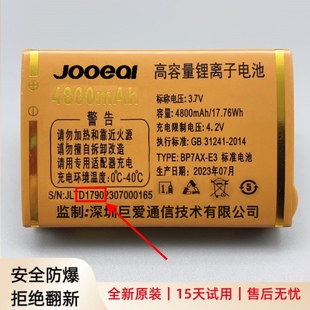 JOOEQI
高容量锂离子电池
4800mAh
标称电压:3.7V
容量:4800mAh/17.76Wh
充电限制电压:4.2V
执行标准:GB 31241-2014
TYPE:BP7AX-E3 标准电池
生产日期:2023年07月
警告
请勿加热和靠近火源
请勿擅自拆卸和改装
请用专用适配器充电
充电环境温度:0℃-40℃
S/N:JLTD17902307000165
监制:深圳巨爱通信技术有限公司
安全防爆
拒绝翻新
全新原装 | 15天试用 | 售后无忧